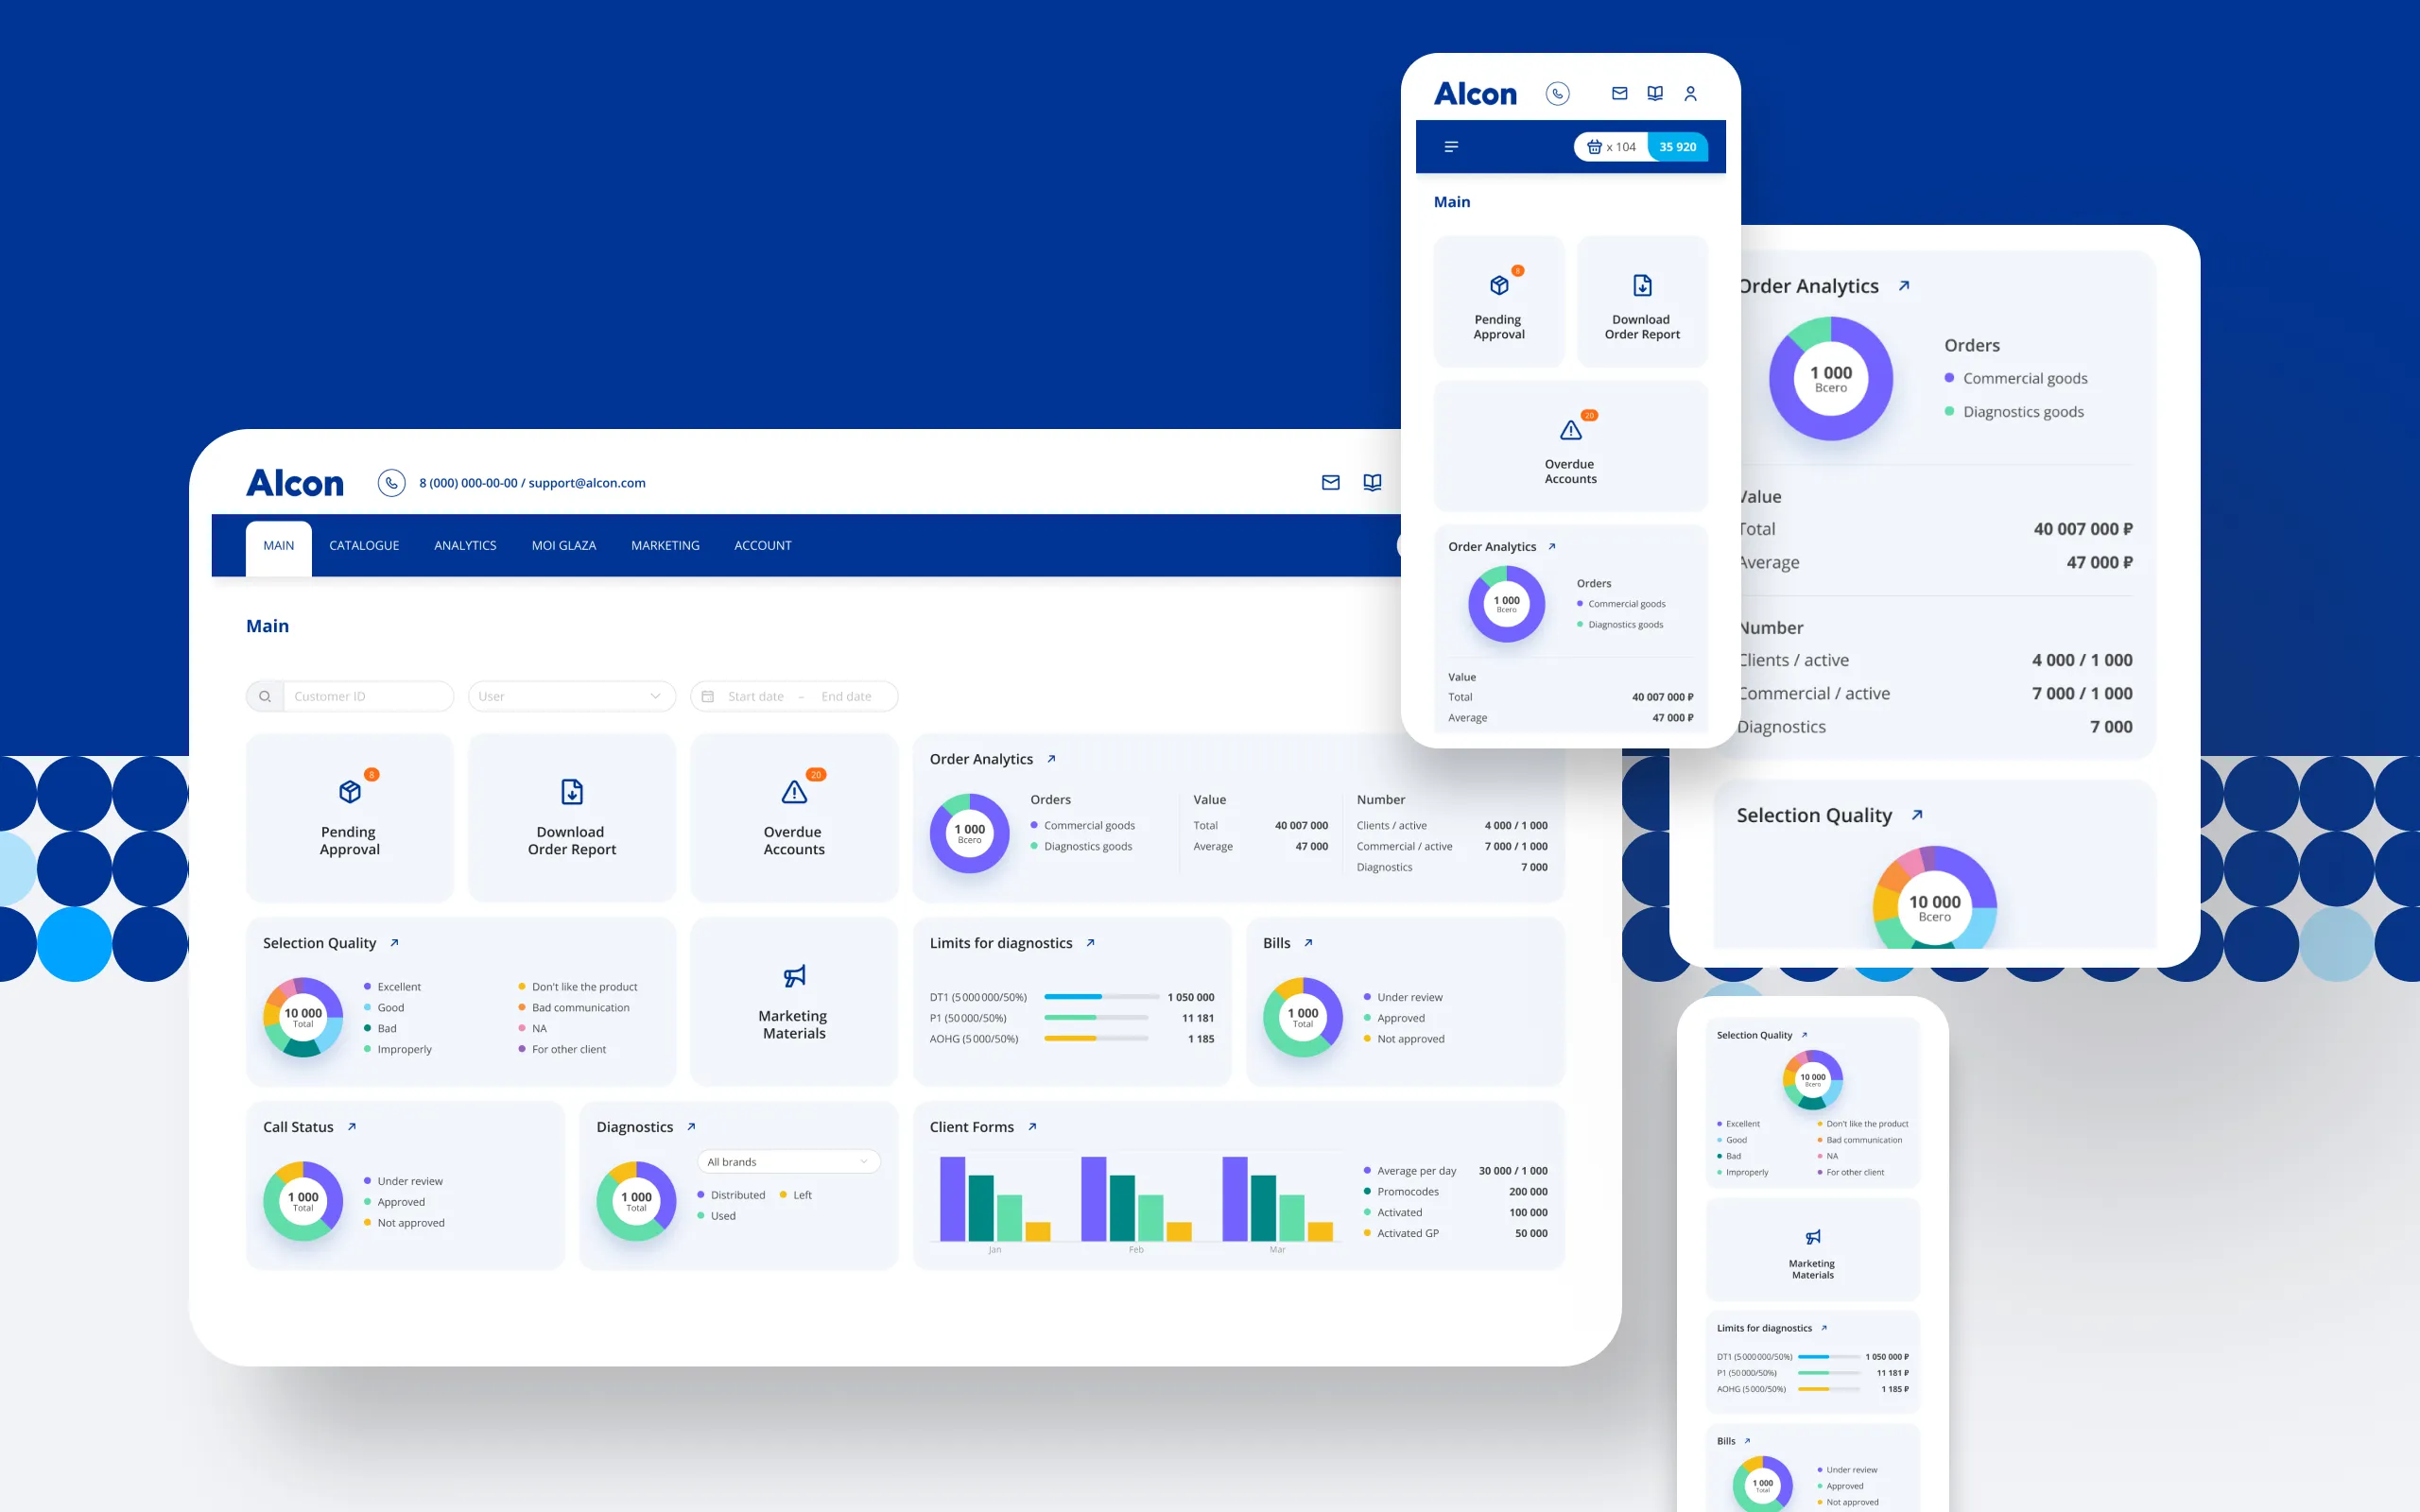 Alcon
8 (000) 000-00-00 / support@alcon.com
MAIN CATALOGUE ANALYTICS MOI GLAZA MARKETING ACCOUNT
Main
Customer ID
User
Start date – End date
8
Pending
Approval
Download
Order Report
20
Overdue
Accounts
Order Analytics
1 000
Всего
Orders
Commercial goods
Diagnostics goods
Value
Total 40 007 000
Average 47 000
Number
Clients / active 4 000 / 1 000
Commercial / active 7 000 / 1 000
Diagnostics 7 000
Selection Quality
10 000
Total
Excellent
Good
Bad
Improperly
Don't like the product
Bad communication
NA
For other client
Marketing
Materials
Limits for diagnostics
DT1 (5 000 000/50%) 1 050 000
P1 (50 000/50%) 11 181
AOHG (5 000/50%) 1 185
Bills
1 000
Total
Under review
Approved
Not approved
Call Status
1 000
Total
Under review
Approved
Not approved
Diagnostics
All brands
1 000
Total
Distributed
Left
Used
Client Forms
Jan
Feb
Mar
Average per day 30 000 / 1 000
Promocodes 200 000
Activated 100 000
Activated GP 50 000
Alcon
x 104 35 920
Main
8
Pending
Approval
Download
Order Report
20
Overdue
Accounts
Order Analytics
1 000
Всего
Orders
Commercial goods
Diagnostics goods
Value
Total 40 007 000 ₽
Average 47 000 ₽
Order Analytics
1 000
Всего
Orders
Commercial goods
Diagnostics goods
Value
Total 40 007 000 ₽
Average 47 000 ₽
Number
Clients / active 4 000 / 1 000
Commercial / active 7 000 / 1 000
Diagnostics 7 000
Selection Quality
10 000
Всего
Selection Quality
10 000
Всего
Excellent
Good
Bad
Improperly
Don't like the product
Bad communication
NA
For other client
Marketing
Materials
Limits for diagnostics
DT1 (5 000 000/50%) 1 050 000 ₽
P1 (50 000/50%) 11 181 ₽
AOHG (5 000/50%) 1 185 ₽
Bills
1 000
Total
Under review
Approved
Not approved